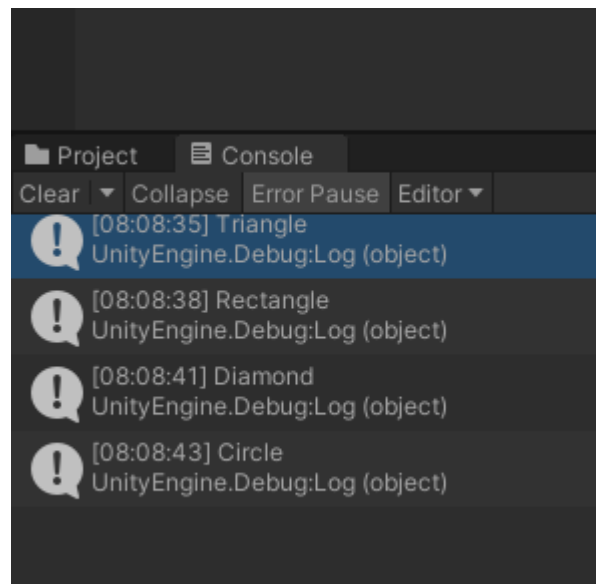 Project Console
Clear Collapse Error Pause Editor
[08:08:35] Triangle
UnityEngine.Debug:Log (object)
[08:08:38] Rectangle
UnityEngine.Debug:Log (object)
[08:08:41] Diamond
UnityEngine.Debug:Log (object)
[08:08:43] Circle
UnityEngine.Debug:Log (object)